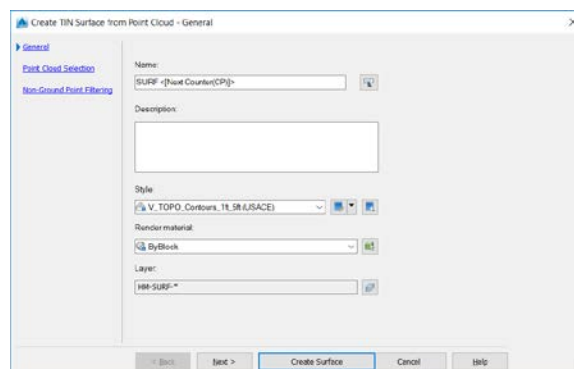 Create TIN Surface from Point Cloud - General
General
Point Cloud Selection
Non-Ground Point Filtering
Name:
SURF <[Next Counter(CP)]>
Description:
Style
V_TOPO_Contours_1ft_5ft (USACE)
Render material:
ByBlock
Layer:
HM-SURF-*
< Back
Next >
Create Surface
Cancel
Help